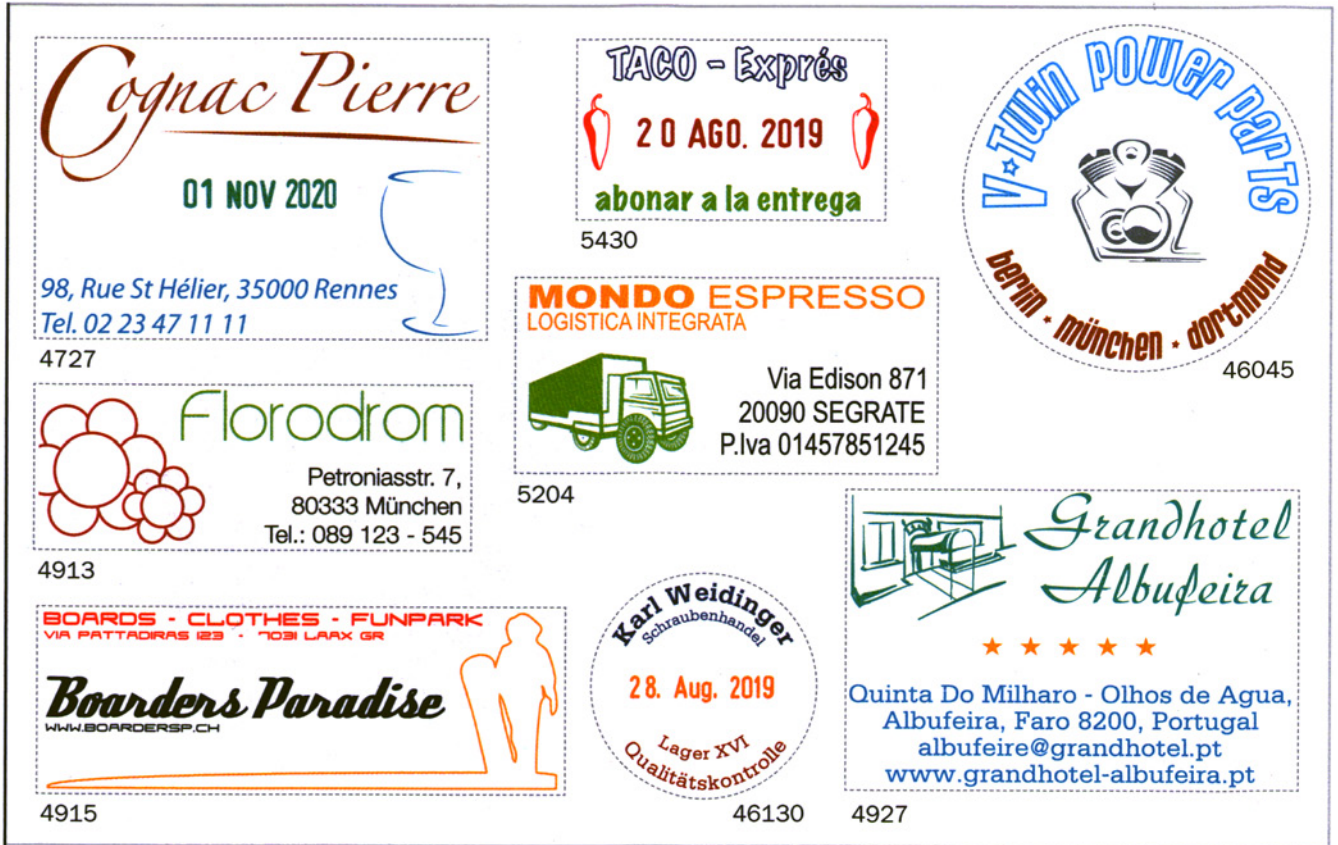 Cognac Pierre
01 NOV 2020
98, Rue St Hélier, 35000 Rennes
Tel. 02 23 47 11 11
4727
TACO - Exprés
20 AGO. 2019
abonar a la entrega
5430
V★Twin power parts
berlin · münchen · dortmund
46045
Florodrom
Petroniasstr. 7,
80333 München
Tel.: 089 123 - 545
4913
MONDO ESPRESSO
LOGISTICA INTEGRATA
Via Edison 871
20090 SEGRATE
P.Iva 01457851245
5204
BOARDS - CLOTHES - FUNPARK
VIA PATTADIRAS 123 - 7031 LAAX GR
Boarders Paradise
WWW.BOARDERSP.CH
4915
Karl Weidinger
Schraubenhandel
28. Aug. 2019
Lager XVI
Qualitätskontrolle
46130
Grandhotel
Albufeira
★ ★ ★ ★ ★
Quinta Do Milharo - Olhos de Agua,
Albufeira, Faro 8200, Portugal
albufeire@grandhotel.pt
www.grandhotel-albufeira.pt
4927